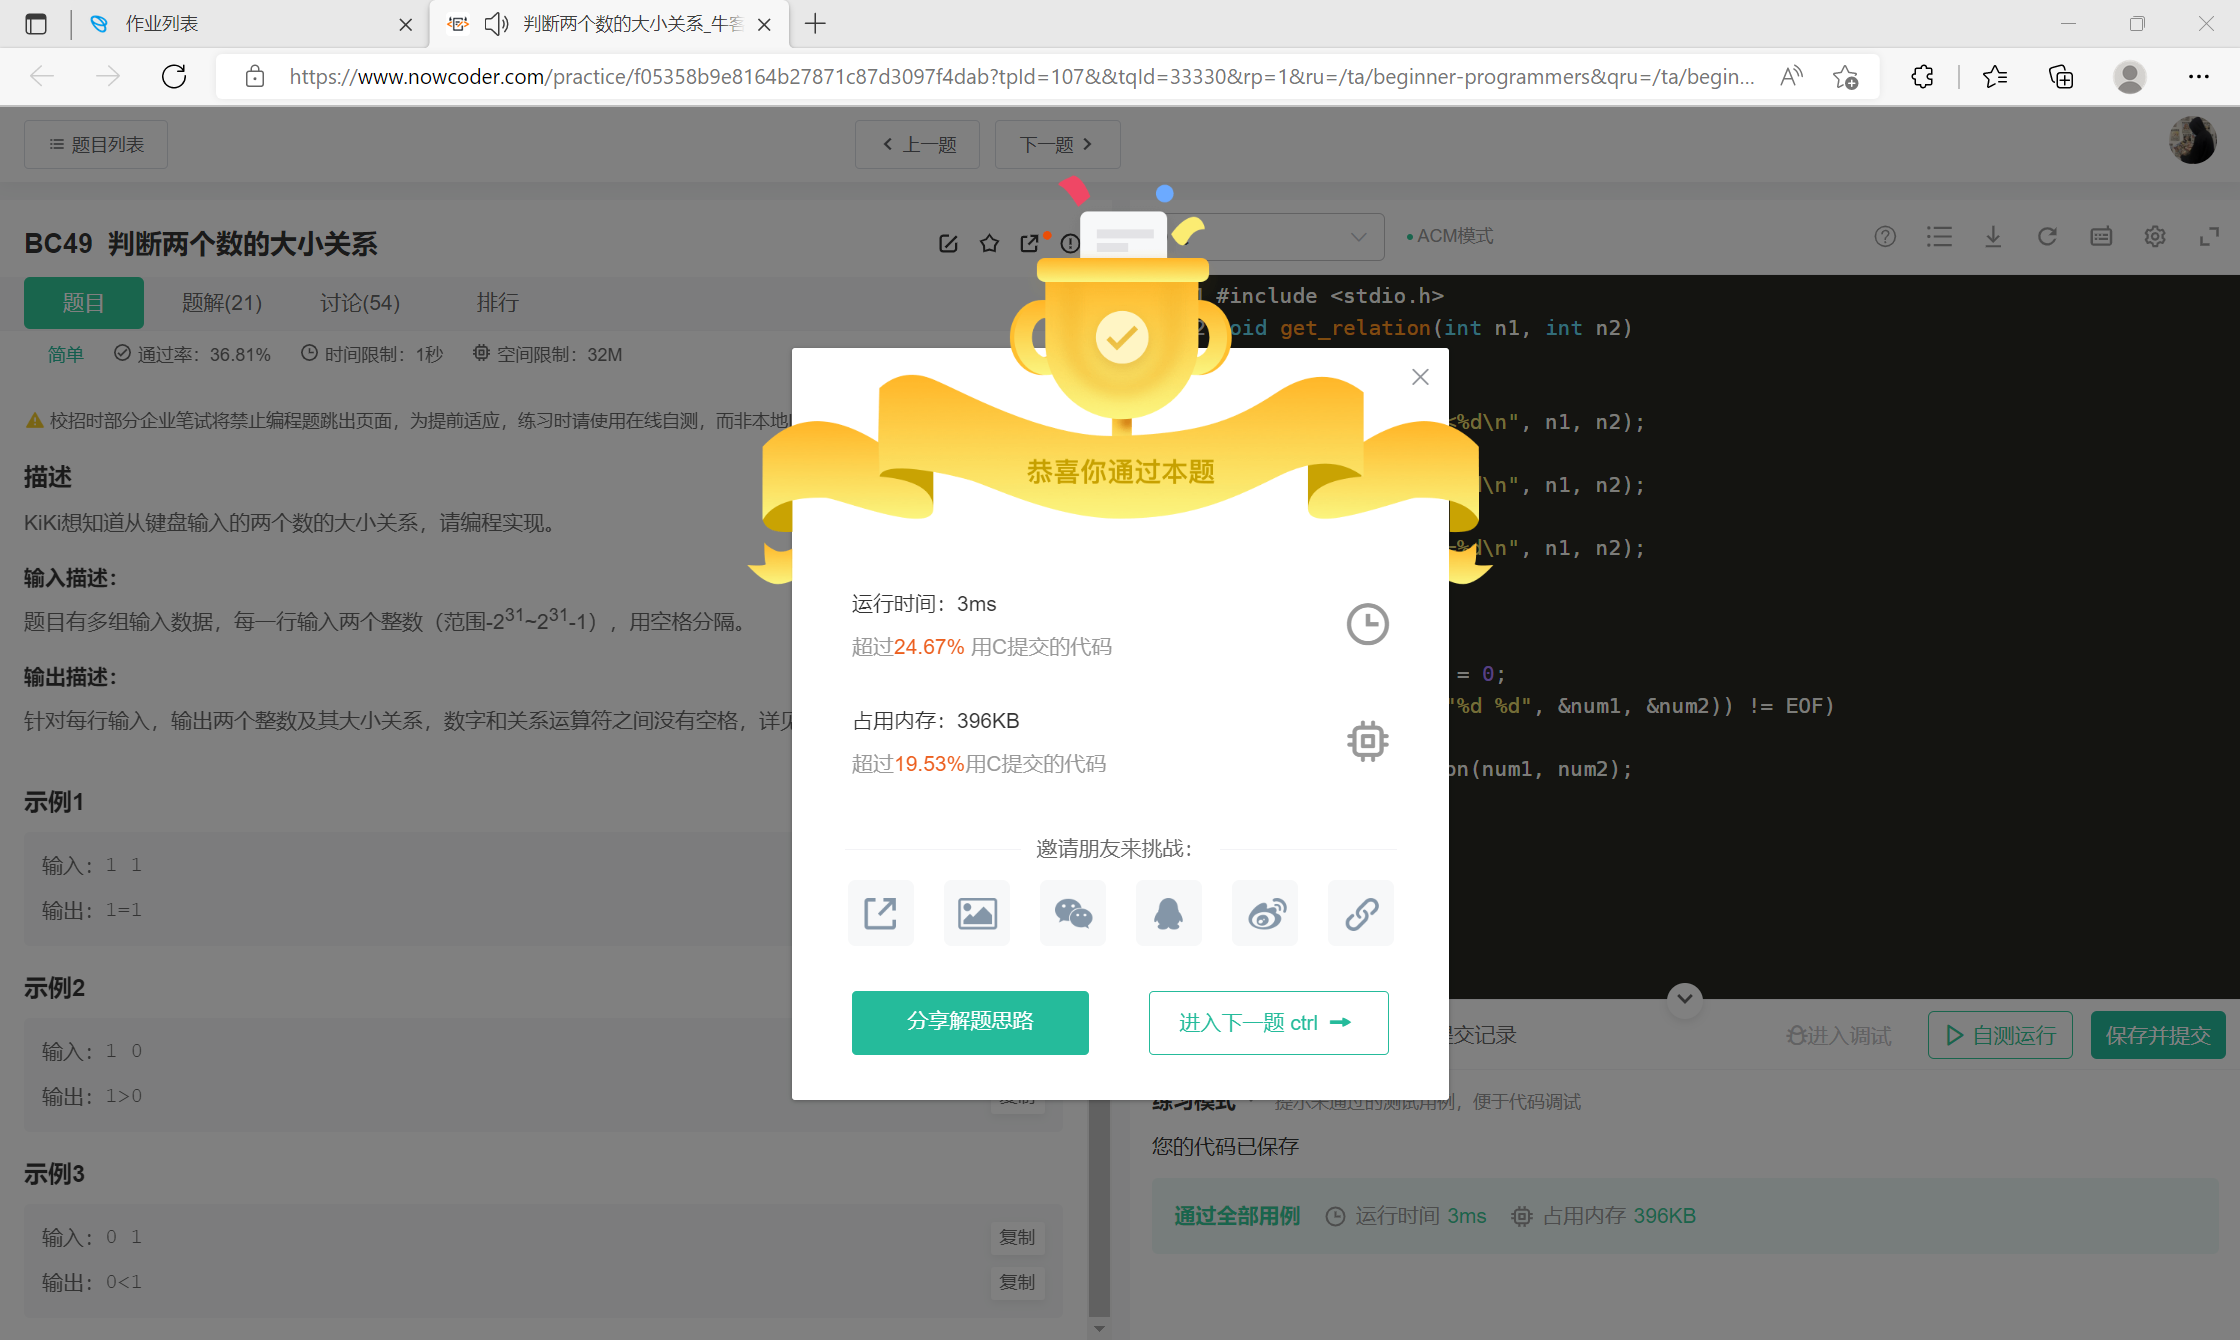 作业列表
判断两个数的大小关系_牛客
https://www.nowcoder.com/practice/f05358b9e8164b27871c87d3097f4dab?tpId=107&&tqId=33330&rp=1&ru=/ta/beginner-programmers&qru=/ta/begin...
题目列表
上一题
下一题
BC49 判断两个数的大小关系
ACM模式
题目
题解(21)
讨论(54)
排行
简单
通过率：36.81%
时间限制：1秒
空间限制：32M
校招时部分企业笔试将禁止编程题跳出页面，为提前适应，练习时请使用在线自测，而非本地
描述
KiKi想知道从键盘输入的两个数的大小关系，请编程实现。
输入描述：
题目有多组输入数据，每一行输入两个整数（范围-2^31~2^31-1），用空格分隔。
输出描述：
针对每行输入，输出两个整数及其大小关系，数字和关系运算符之间没有空格，详见
示例1
输入：1 1
输出：1=1
示例2
输入：1 0
输出：1>0
示例3
输入：0 1
复制
输出：0<1
复制
#include <stdio.h>
oid get_relation(int n1, int n2)
%d\n", n1, n2);
\n", n1, n2);
%d\n", n1, n2);
= 0;
"%d %d", &num1, &num2)) != EOF)
on(num1, num2);
恭喜你通过本题
运行时间：3ms
超过24.67% 用C提交的代码
占用内存：396KB
超过19.53%用C提交的代码
邀请朋友来挑战：
分享解题思路
进入下一题 ctrl
交记录
进入调试
自测运行
保存并提交
练习模式
提示未通过的测试用例，便于代码调试
您的代码已保存
通过全部用例
运行时间 3ms
占用内存 396KB